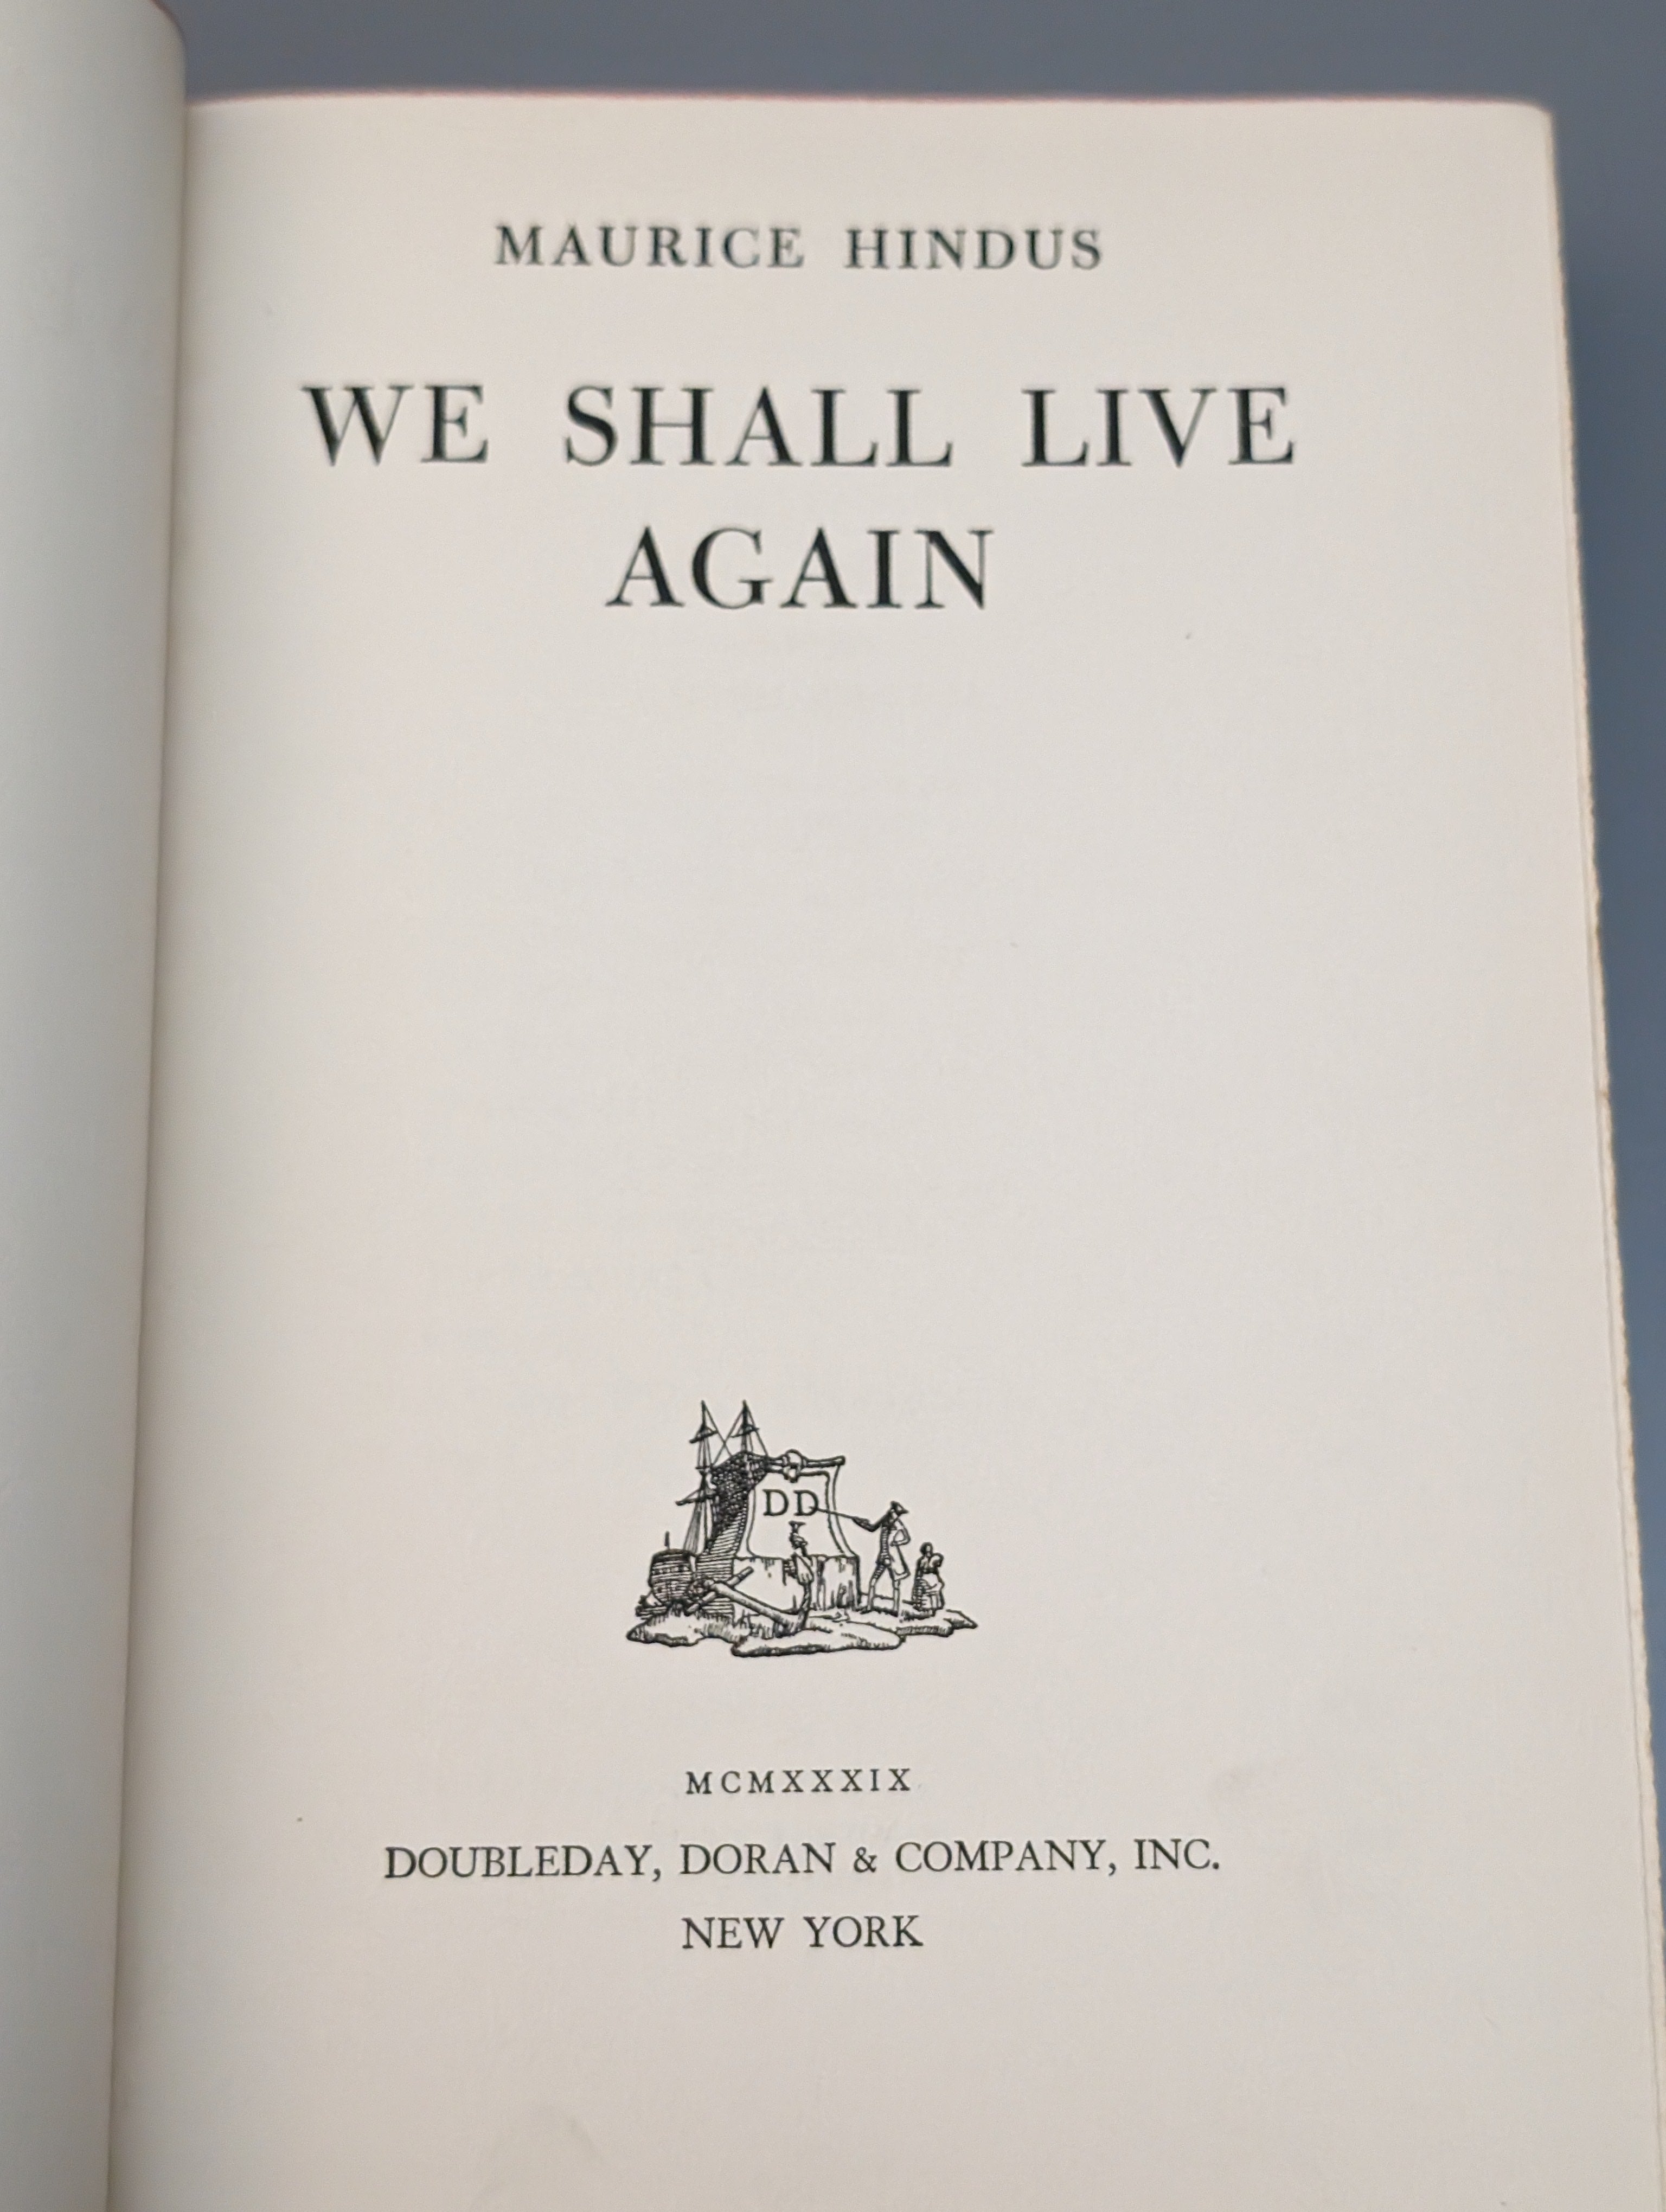 MAURICE HINDUS
WE SHALL LIVE
AGAIN
DD
MCMXXXIX
DOUBLEDAY, DORAN & COMPANY, INC.
NEW YORK